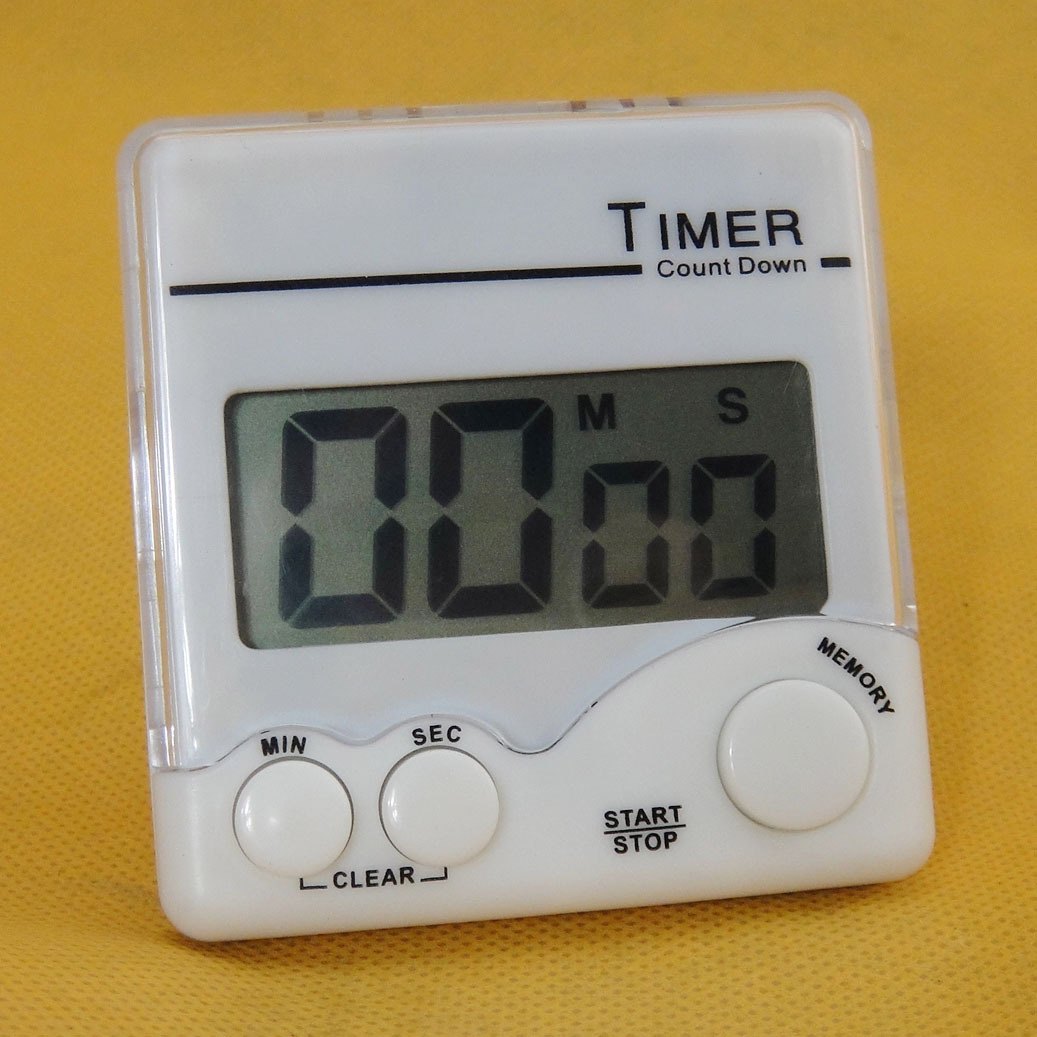 TIMER
Count Down
M S
00 00
MEMORY
MIN SEC
START
STOP
CLEAR